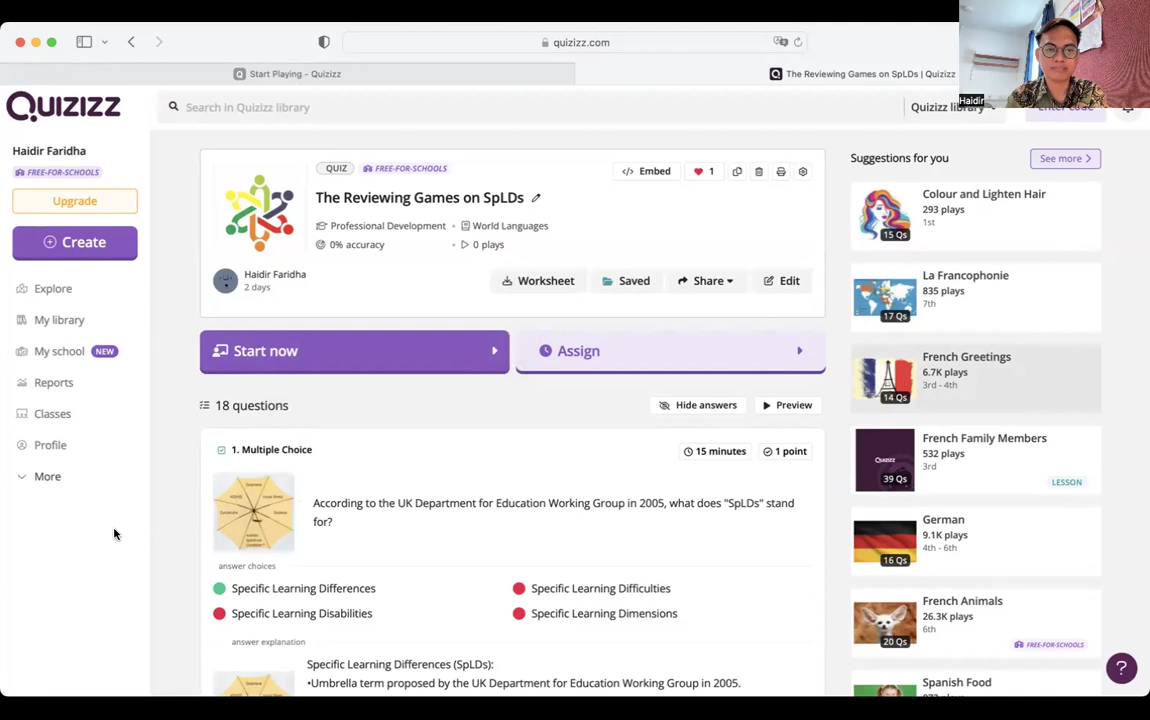 quizizz.com
Start Playing - Quizizz
The Reviewing Games on SpLDs | Quizizz
Haidir
QUIZIZZ
Search in Quizizz library
Quizizz library
Enter code
Haidir Faridha
FREE-FOR-SCHOOLS
Upgrade
Create
Explore
My library
My school NEW
Reports
Classes
Profile
More
QUIZ FREE-FOR-SCHOOLS
Embed
1
The Reviewing Games on SpLDs
Professional Development • World Languages
0% accuracy • 0 plays
Haidir Faridha
2 days
Worksheet
Saved
Share
Edit
Start now
Assign
18 questions
Hide answers
Preview
1. Multiple Choice
15 minutes
1 point
According to the UK Department for Education Working Group in 2005, what does "SpLDs" stand
for?
answer choices
Specific Learning Differences
Specific Learning Difficulties
Specific Learning Disabilities
Specific Learning Dimensions
answer explanation
Specific Learning Differences (SpLDs):
•Umbrella term proposed by the UK Department for Education Working Group in 2005.
Suggestions for you
See more
Colour and Lighten Hair
293 plays
1st
15 Qs
La Francophonie
835 plays
7th
17 Qs
French Greetings
6.7K plays
3rd - 4th
14 Qs
French Family Members
532 plays
3rd
QUIZIZZ
39 Qs
LESSON
German
9.1K plays
4th - 6th
16 Qs
French Animals
26.3K plays
6th
20 Qs
FREE-FOR-SCHOOLS
Spanish Food
?